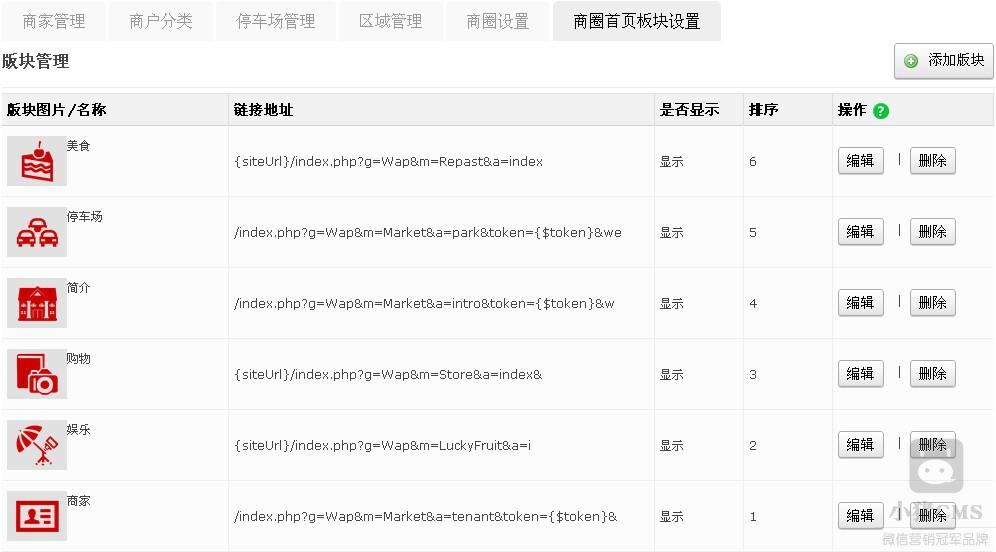 商家管理 商户分类 停车场管理 区域管理 商圈设置 商圈首页板块设置
版块管理 添加版块
版块图片/名称 链接地址 是否显示 排序 操作 ?
美食 {siteUrl}/index.php?g=Wap&m=Repast&a=index 显示 6 编辑 | 删除
停车场 /index.php?g=Wap&m=Market&a=park&token={$token}&we 显示 5 编辑 | 删除
简介 /index.php?g=Wap&m=Market&a=intro&token={$token}&w 显示 4 编辑 | 删除
购物 {siteUrl}/index.php?g=Wap&m=Store&a=index& 显示 3 编辑 | 删除
娱乐 {siteUrl}/index.php?g=Wap&m=LuckyFruit&a=i 显示 2 编辑 | 删除
商家 /index.php?g=Wap&m=Market&a=tenant&token={$token}& 显示 1 编辑 | 删除
小猪CMS
微信营销冠军品牌